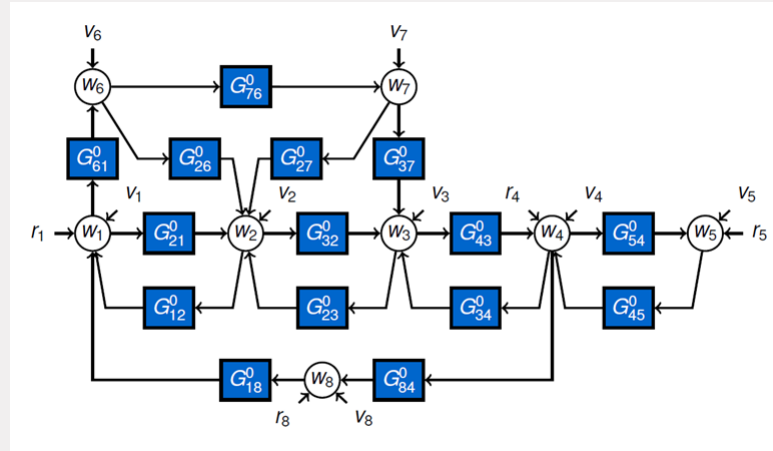 v6 v7
w6 G⁰76 w7
G⁰61 G⁰26 G⁰27 G⁰37
v1 v2 v3 r4 v4 v5
r1 w1 G⁰21 w2 G⁰32 w3 G⁰43 w4 G⁰54 w5 r5
G⁰12 G⁰23 G⁰34 G⁰45
G⁰18 w8 G⁰84
r8 v8